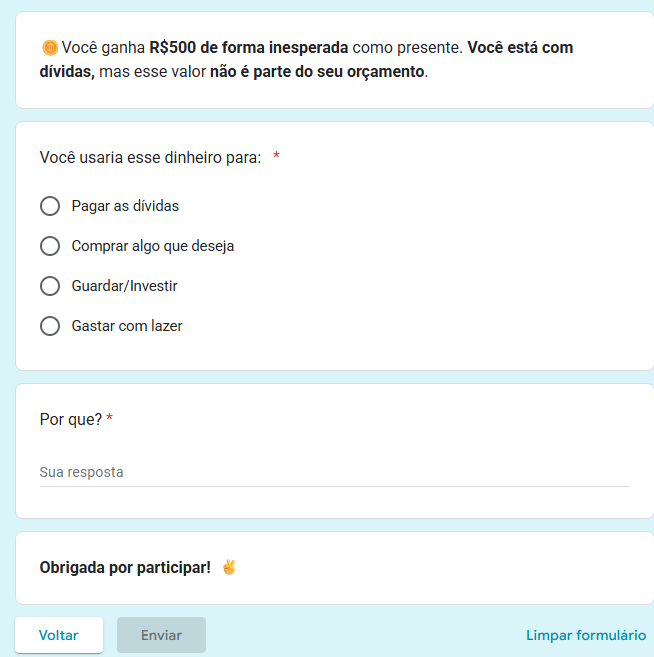 🪙 Você ganha R$500 de forma inesperada como presente. Você está com
dívidas, mas esse valor não é parte do seu orçamento.
Você usaria esse dinheiro para: *
Pagar as dívidas
Comprar algo que deseja
Guardar/Investir
Gastar com lazer
Por que? *
Sua resposta
Obrigada por participar! ✌️
Voltar
Enviar
Limpar formulário